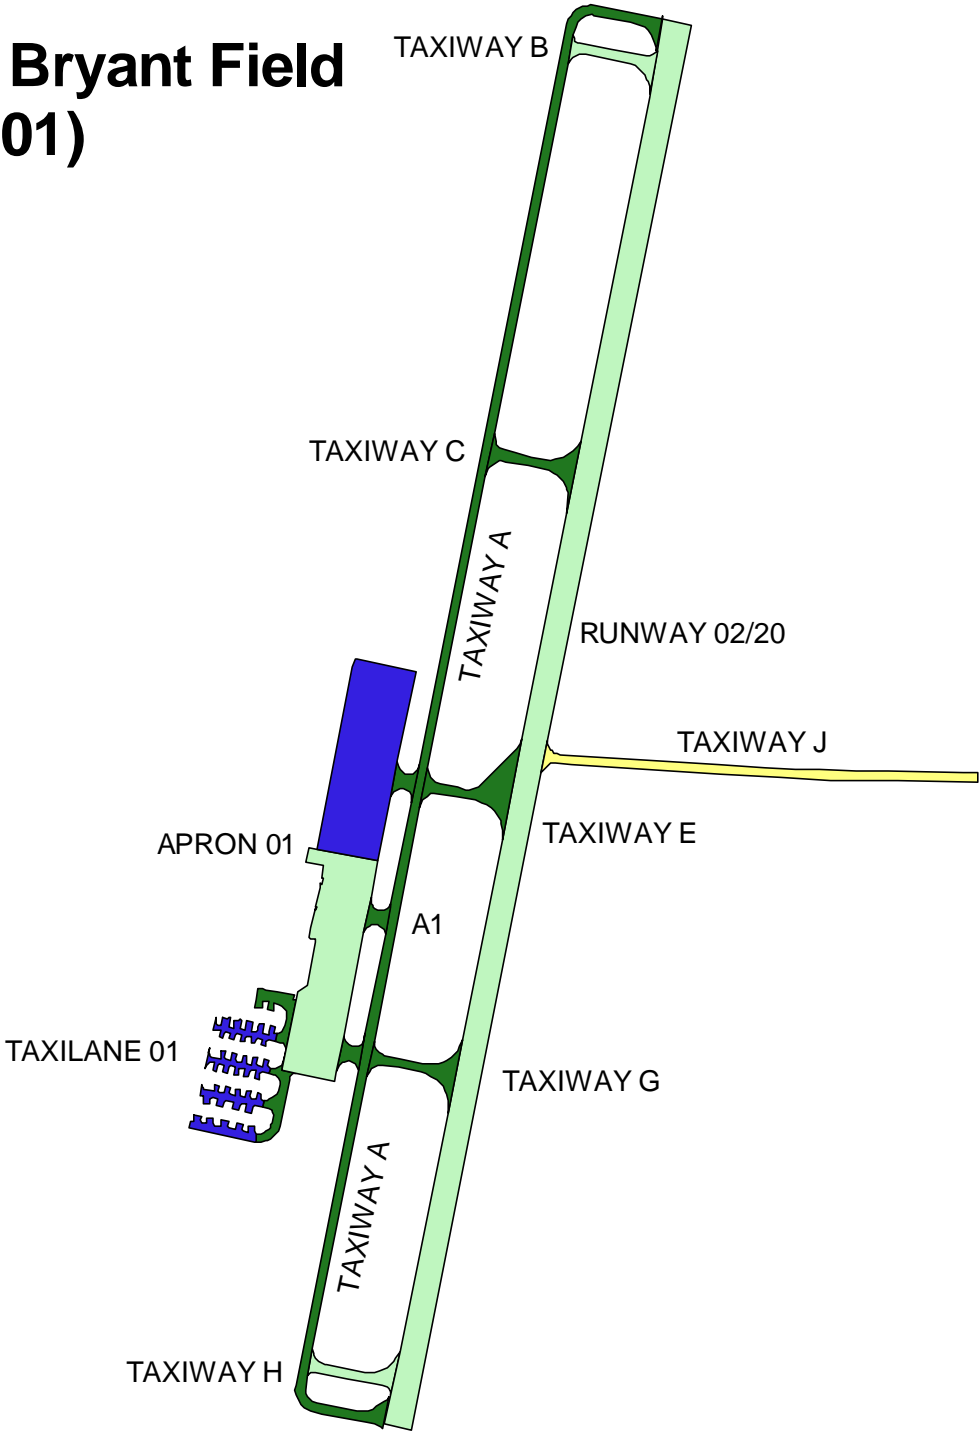 Bryant Field
01)
TAXIWAY B
TAXIWAY C
TAXIWAY A
RUNWAY 02/20
TAXIWAY J
TAXIWAY E
APRON 01
A1
TAXILANE 01
TAXIWAY G
TAXIWAY A
TAXIWAY H